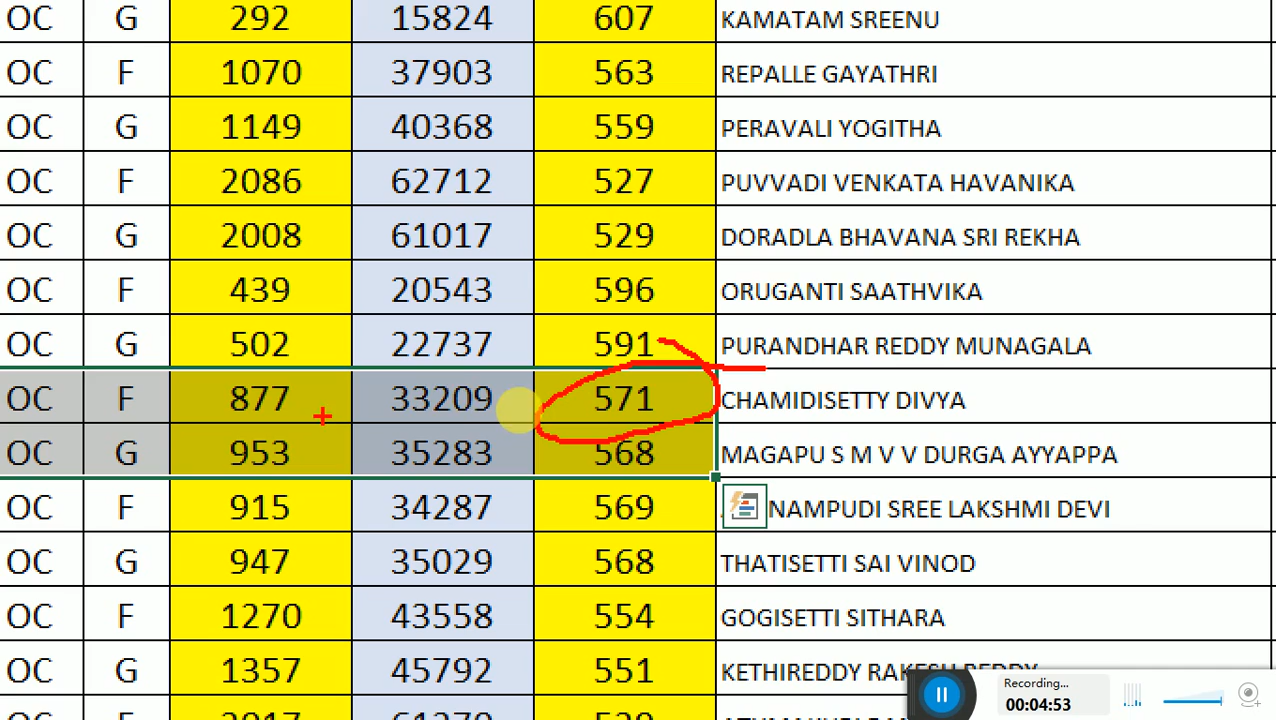 OC G 292 15824 607 KAMATAM SREENU
OC F 1070 37903 563 REPALLE GAYATHRI
OC G 1149 40368 559 PERAVALI YOGITHA
OC F 2086 62712 527 PUVVADI VENKATA HAVANIKA
OC G 2008 61017 529 DORADLA BHAVANA SRI REKHA
OC F 439 20543 596 ORUGANTI SAATHVIKA
OC G 502 22737 591 PURANDHAR REDDY MUNAGALA
OC F 877 33209 571 CHAMIDISETTY DIVYA
OC G 953 35283 568 MAGAPU S M V V DURGA AYYAPPA
OC F 915 34287 569 NAMPUDI SREE LAKSHMI DEVI
OC G 947 35029 568 THATISETTI SAI VINOD
OC F 1270 43558 554 GOGISETTI SITHARA
OC G 1357 45792 551 KETHIREDDY RAKESH REDDY
Recording...
00:04:53